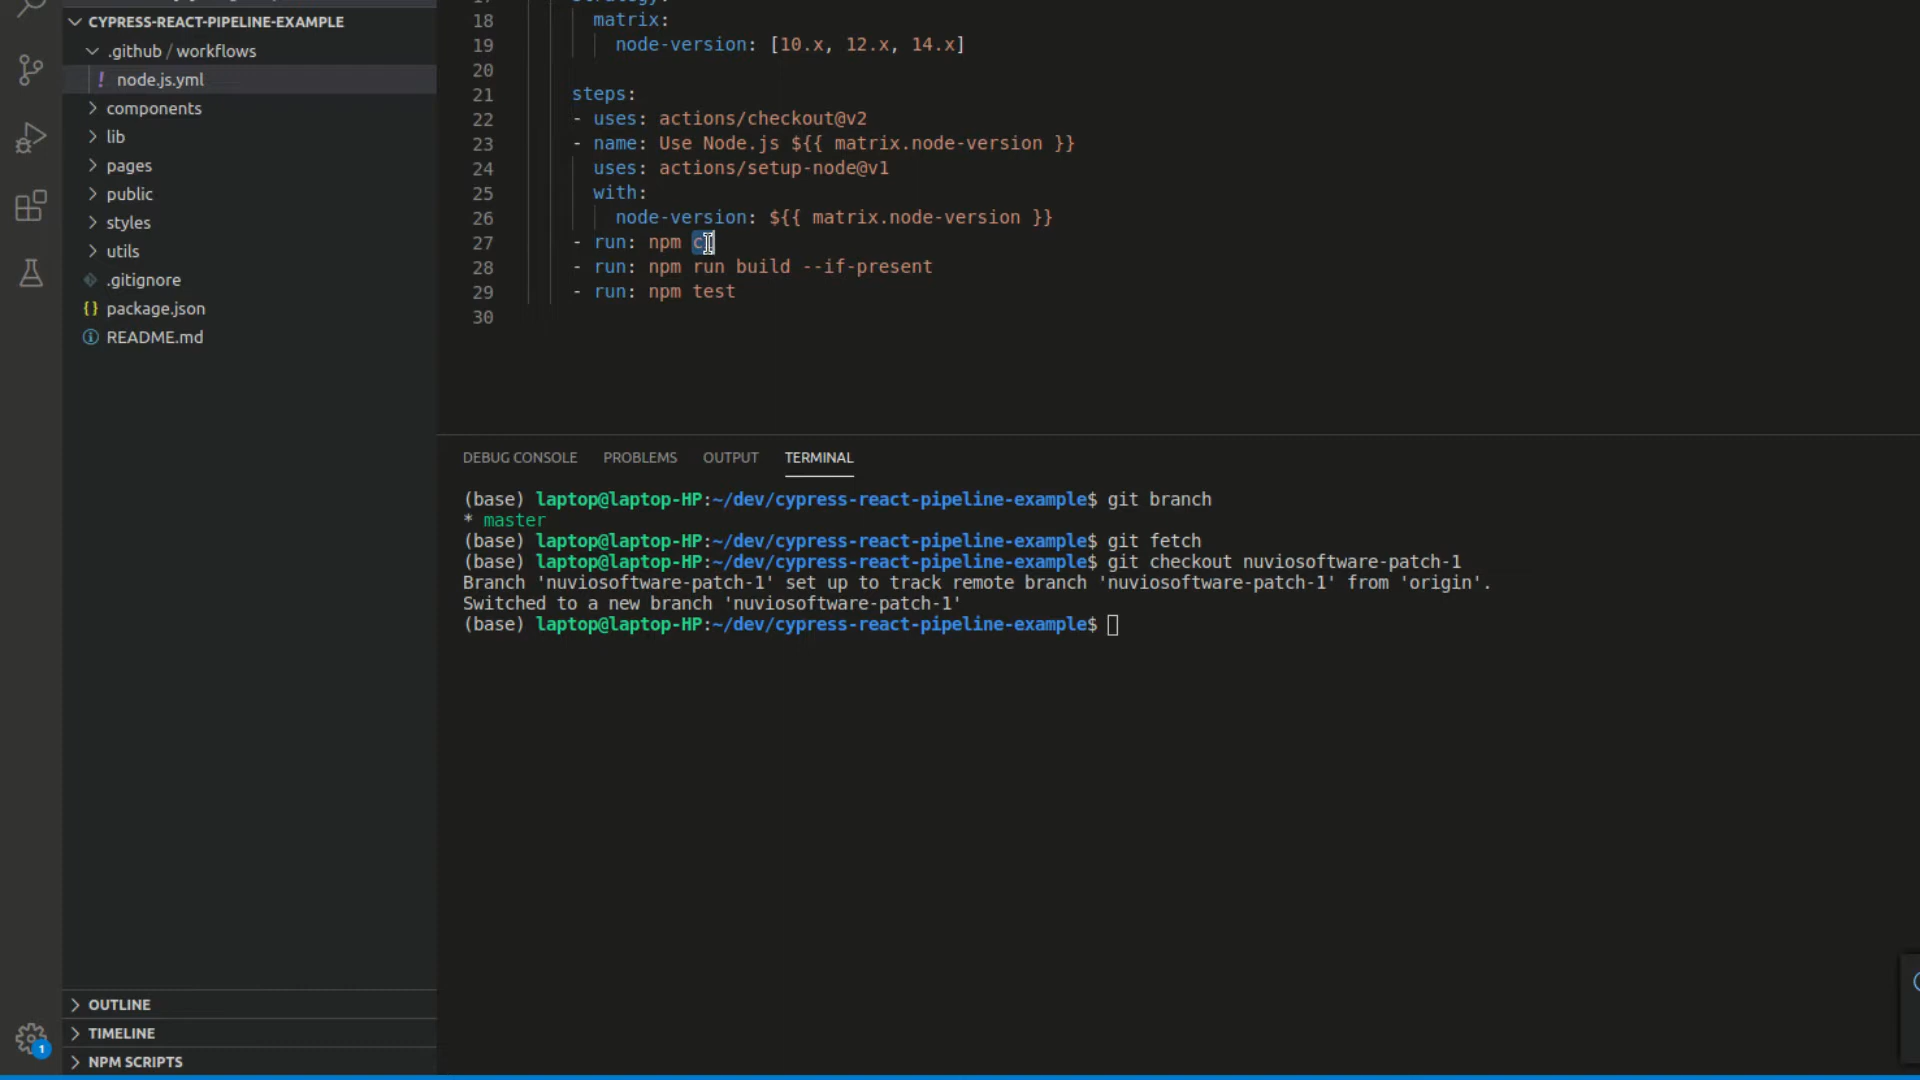 CYPRESS-REACT-PIPELINE-EXAMPLE
.github / workflows
! node.js.yml
components
lib
pages
public
styles
utils
.gitignore
{} package.json
README.md
OUTLINE
TIMELINE
NPM SCRIPTS
1
18 matrix:
19 node-version: [10.x, 12.x, 14.x]
20
21 steps:
22 - uses: actions/checkout@v2
23 - name: Use Node.js ${{ matrix.node-version }}
24 uses: actions/setup-node@v1
25 with:
26 node-version: ${{ matrix.node-version }}
27 - run: npm
28 - run: npm run build --if-present
29 - run: npm test
30
DEBUG CONSOLE PROBLEMS OUTPUT TERMINAL
(base) laptop@laptop-HP:~/dev/cypress-react-pipeline-example$ git branch
* master
(base) laptop@laptop-HP:~/dev/cypress-react-pipeline-example$ git fetch
(base) laptop@laptop-HP:~/dev/cypress-react-pipeline-example$ git checkout nuviosoftware-patch-1
Branch 'nuviosoftware-patch-1' set up to track remote branch 'nuviosoftware-patch-1' from 'origin'.
Switched to a new branch 'nuviosoftware-patch-1'
(base) laptop@laptop-HP:~/dev/cypress-react-pipeline-example$